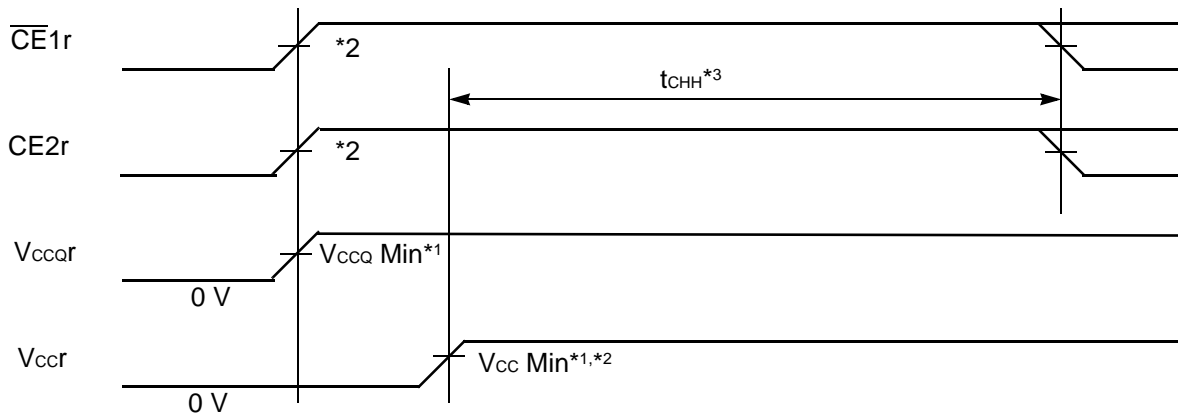 CE1r
*2
tCHH*3
CE2r
*2
VCCQr
VCCQ Min*1
0 V
VCCr
VCC Min*1,*2
0 V